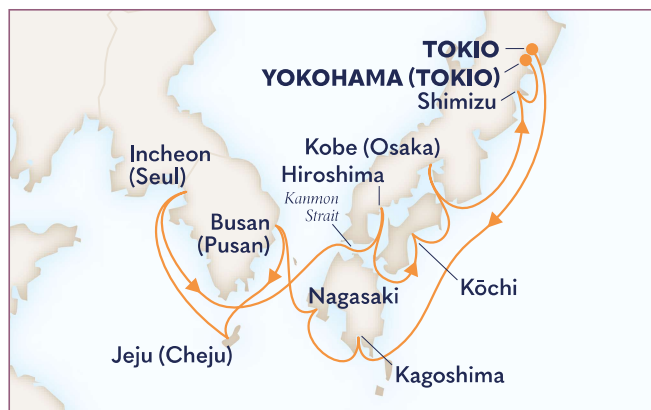 TOKIO
YOKOHAMA (TOKIO)
Shimizu
Kobe (Osaka)
Incheon
(Seul)
Hiroshima
Kanmon
Strait
Busan
(Pusan)
Nagasaki
Kōchi
Jeju (Cheju)
Kagoshima